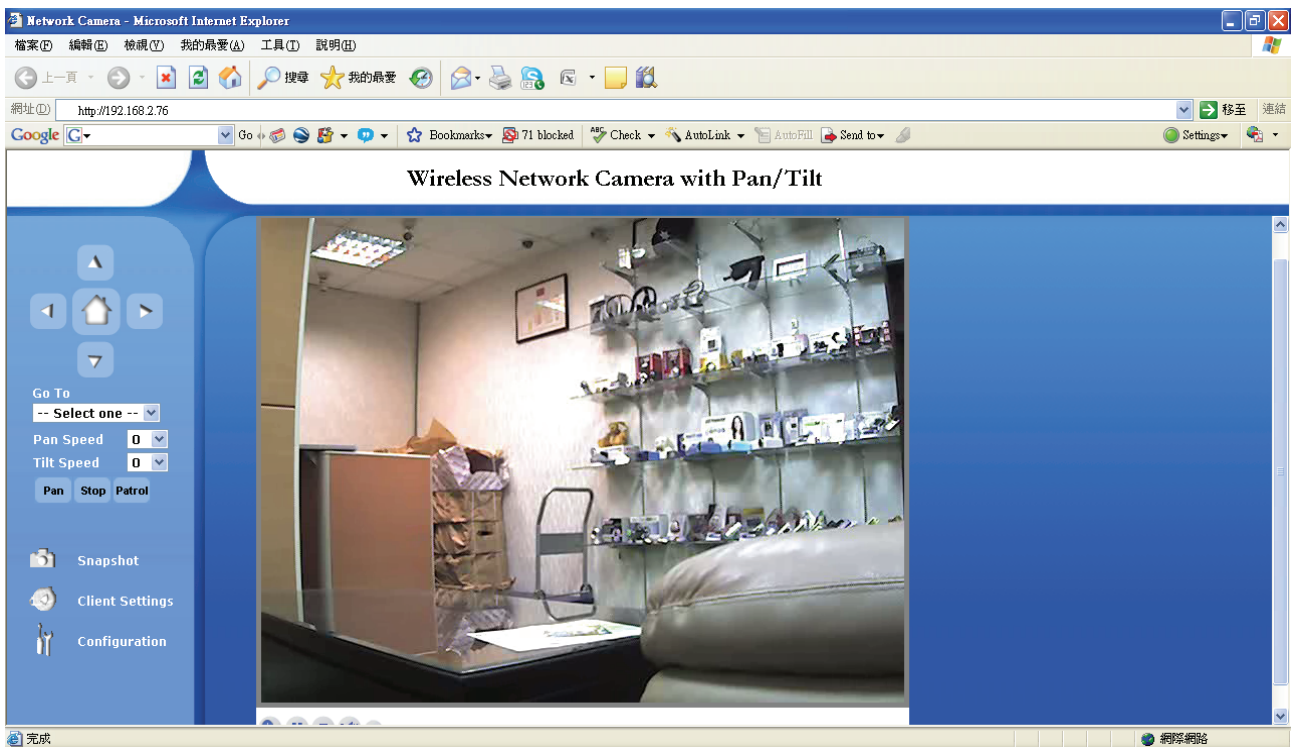 Network Camera - Microsoft Internet Explorer
檔案(F) 編輯(E) 檢視(V) 我的最愛(A) 工具(T) 說明(H)
上一頁 搜尋 我的最愛
網址(D) http://192.168.2.76 移至 連結
Google G Go Bookmarks 71 blocked ABC Check AutoLink AutoFill Send to Settings
Wireless Network Camera with Pan/Tilt
Go To
-- Select one --
Pan Speed 0
Tilt Speed 0
Pan Stop Patrol
Snapshot
Client Settings
Configuration
完成 網際網路